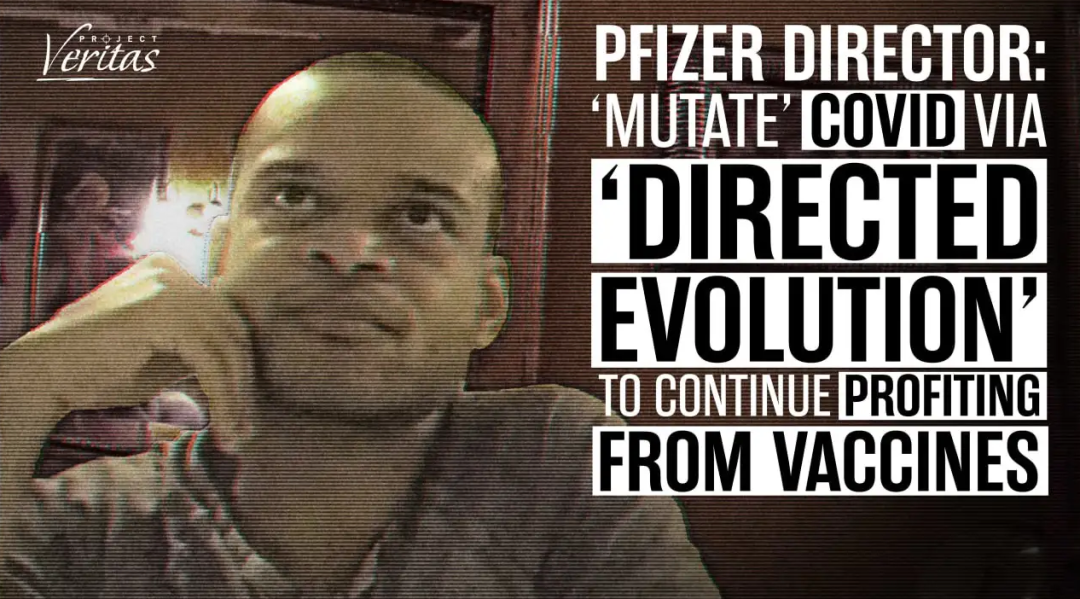 PROJECT
Veritas
PFIZER DIRECTOR:
‘MUTATE’ COVID VIA
‘DIRECTED
EVOLUTION’
TO CONTINUE PROFITING
FROM VACCINES